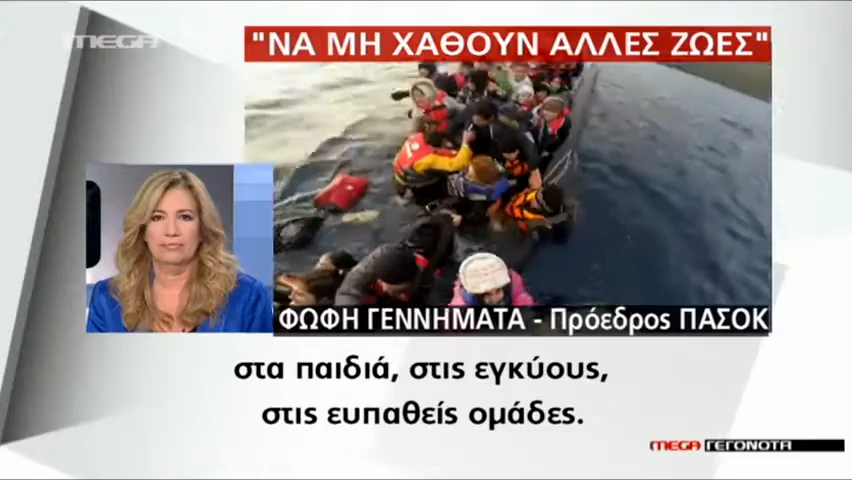 MEGA
"ΝΑ ΜΗ ΧΑΘΟΥΝ ΑΛΛΕΣ ΖΩΕΣ"
ΦΩΦΗ ΓΕΝΝΗΜΑΤΑ - Πρόεδρος ΠΑΣΟΚ
στα παιδιά, στις εγκύους,
στις ευπαθείς ομάδες.
MEGA ΓΕΓΟΝΟΤΑ